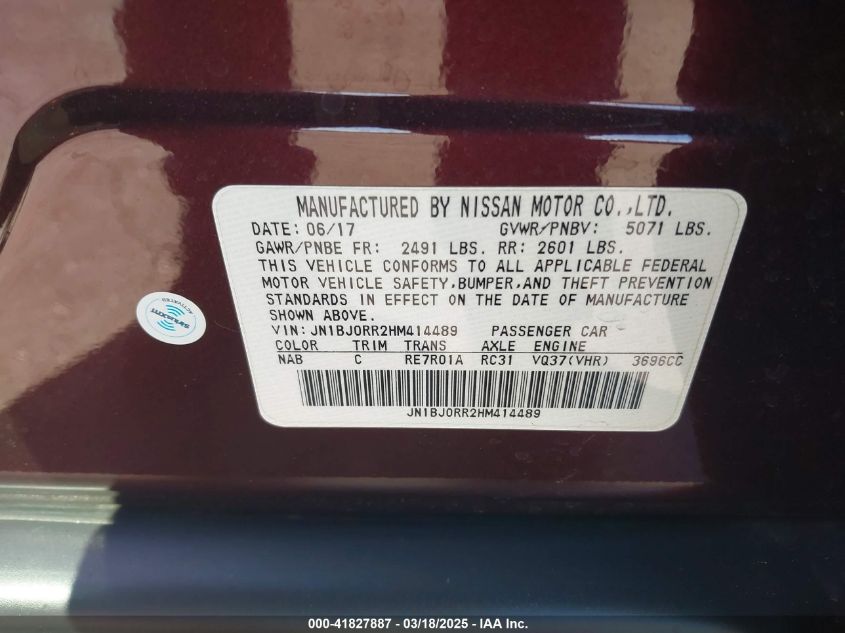 MANUFACTURED BY NISSAN MOTOR CO.,LTD.
DATE: 06/17 GVWR/PNBV: 5071 LBS.
GAWR/PNBE FR: 2491 LBS. RR: 2601 LBS.
THIS VEHICLE CONFORMS TO ALL APPLICABLE FEDERAL
MOTOR VEHICLE SAFETY,BUMPER,AND THEFT PREVENTION
STANDARDS IN EFFECT ON THE DATE OF MANUFACTURE
SHOWN ABOVE.
VIN: JN1BJ0RR2HM414489 PASSENGER CAR
COLOR TRIM TRANS AXLE ENGINE
NAB C RE7R01A RC31 VQ37(VHR) 3696CC
JN1BJ0RR2HM414489
siriusxm
ACTIVATED
000-41827887 - 03/18/2025 - IAA Inc.